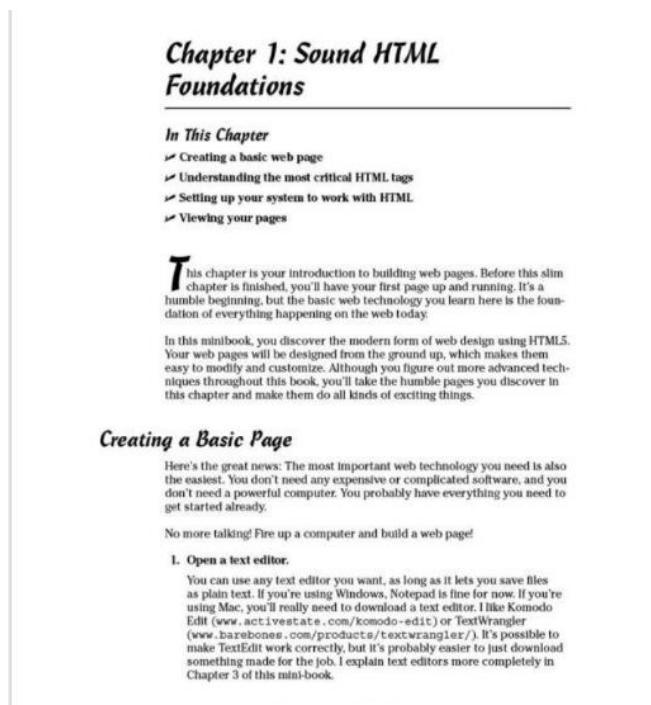 Chapter 1: Sound HTML
Foundations
In This Chapter
✓ Creating a basic web page
✓ Understanding the most critical HTML tags
✓ Setting up your system to work with HTML
✓ Viewing your pages
This chapter is your introduction to building web pages. Before this slim
chapter is finished, you'll have your first page up and running. It's a
humble beginning, but the basic web technology you learn here is the foun-
dation of everything happening on the web today.
In this minibook, you discover the modern form of web design using HTML5.
Your web pages will be designed from the ground up, which makes them
easy to modify and customize. Although you figure out more advanced tech-
niques throughout this book, you'll take the humble pages you discover in
this chapter and make them do all kinds of exciting things.
Creating a Basic Page
Here's the great news: The most important web technology you need is also
the easiest. You don't need any expensive or complicated software, and you
don't need a powerful computer. You probably have everything you need to
get started already.
No more talking! Fire up a computer and build a web page!
1. Open a text editor.
You can use any text editor you want, as long as it lets you save files
as plain text. If you're using Windows, Notepad is fine for now. If you're
using Mac, you'll really need to download a text editor. I like Komodo
Edit (www.activestate.com/komodo-edit) or TextWrangler
(www.barebones.com/products/textwrangler/). It's possible to
make TextEdit work correctly, but it's probably easier to just download
something made for the job. I explain text editors more completely in
Chapter 3 of this mini-book.